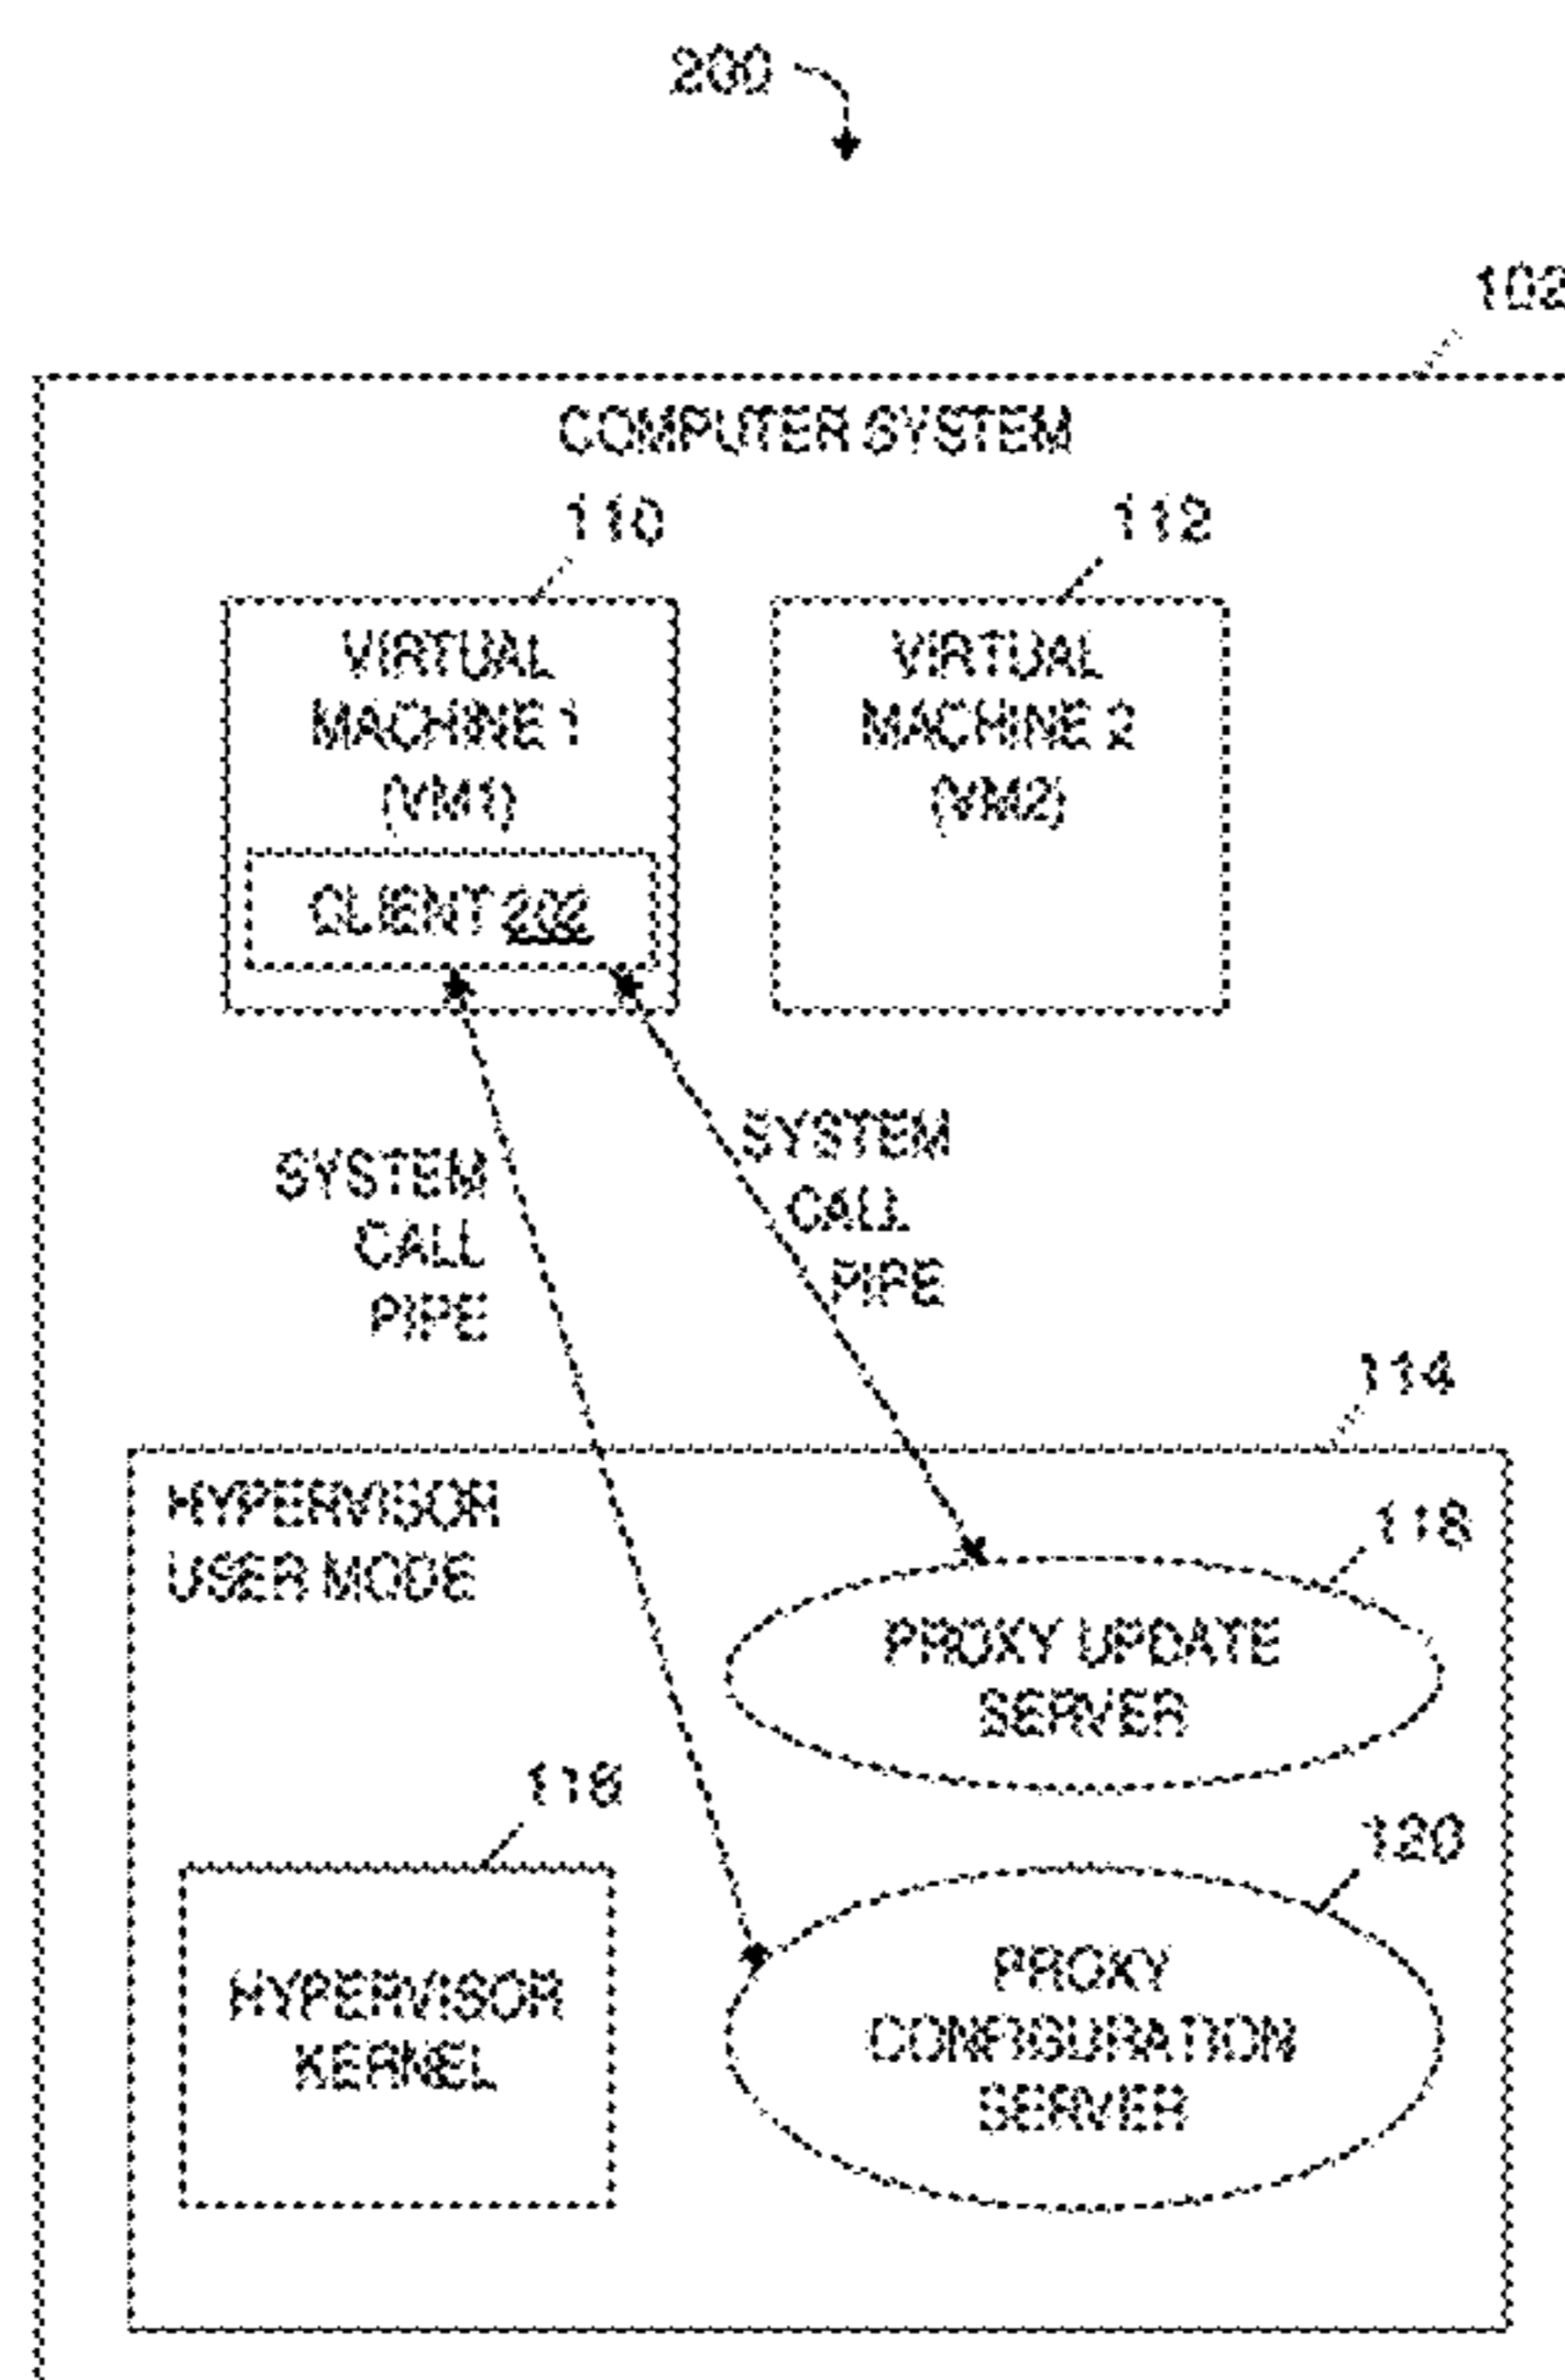 200
102
COMPUTER SYSTEM
110
112
VIRTUAL
MACHINE 1
(VM1)
CLIENT 202
VIRTUAL
MACHINE 2
(VM2)
SYSTEM
CALL
PIPE
SYSTEM
CALL
PIPE
114
HYPERVISOR
USER MODE
118
PROXY UPDATE
SERVER
116
HYPERVISOR
KERNEL
120
PROXY
CONFIGURATION
SERVER